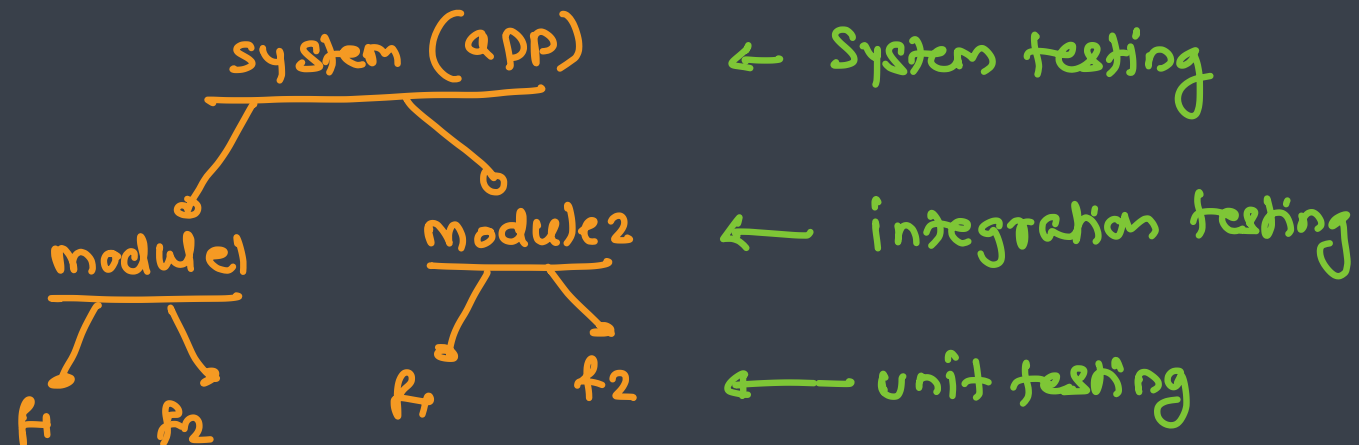 system (app) ← System testing
module1 module2 ← integration testing
f1 f2 f1 f2 ← unit testing